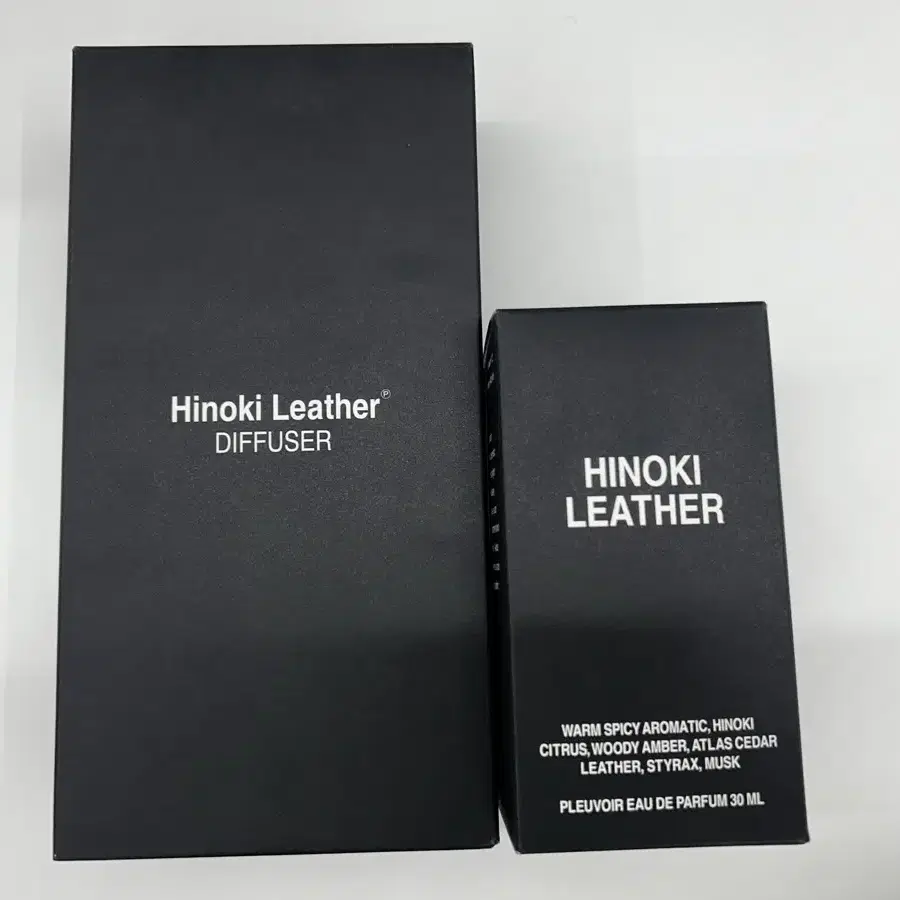 Hinoki Leather℗
DIFFUSER
HINOKI
LEATHER
WARM SPICY AROMATIC, HINOKI
CITRUS, WOODY AMBER, ATLAS CEDAR
LEATHER, STYRAX, MUSK
PLEUVOIR EAU DE PARFUM 30 ML